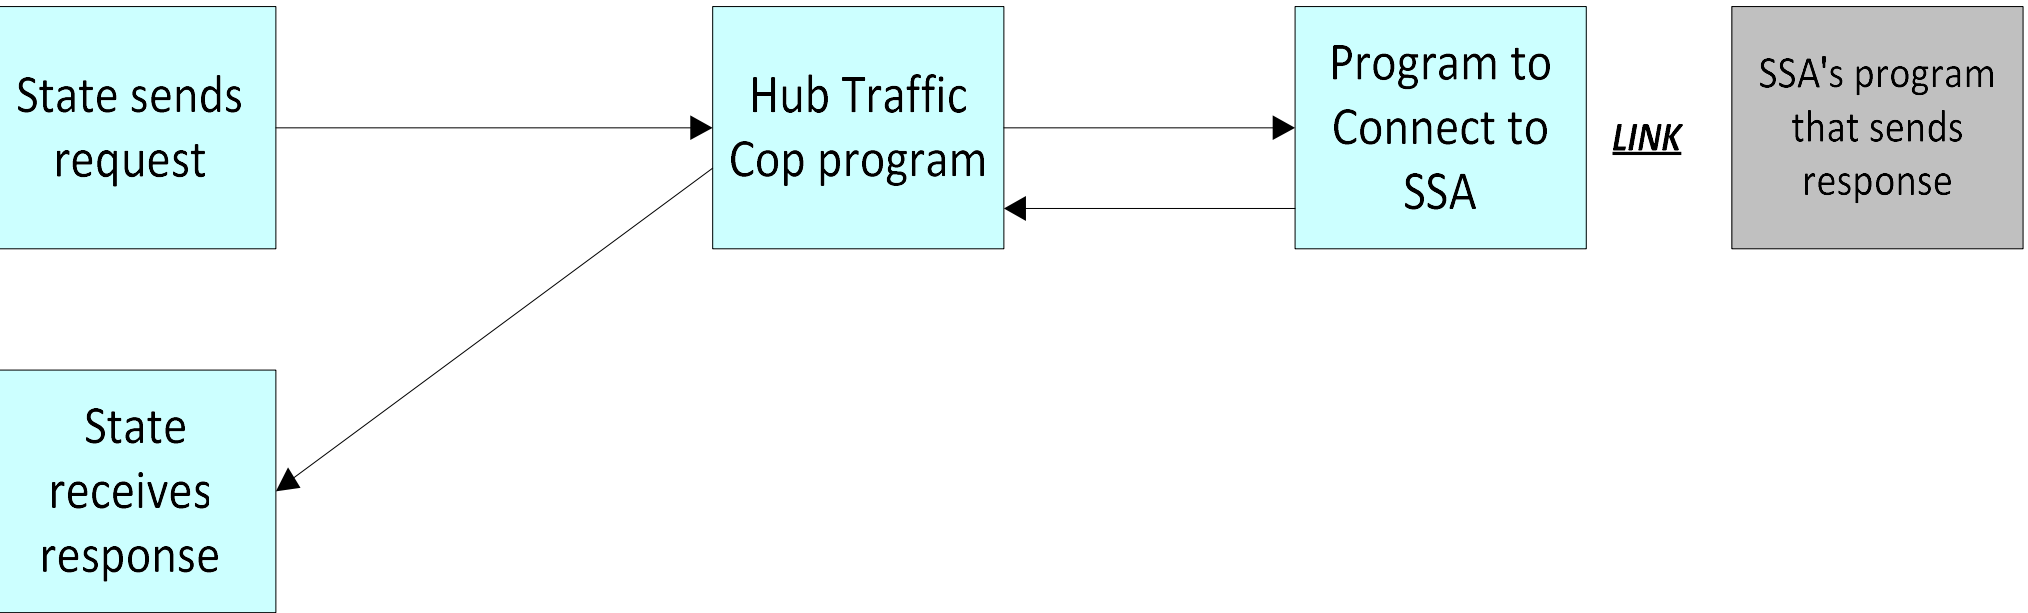 State sends
request
Hub Traffic
Cop program
Program to
Connect to
SSA
LINK
SSA's program
that sends
response
State
receives
response